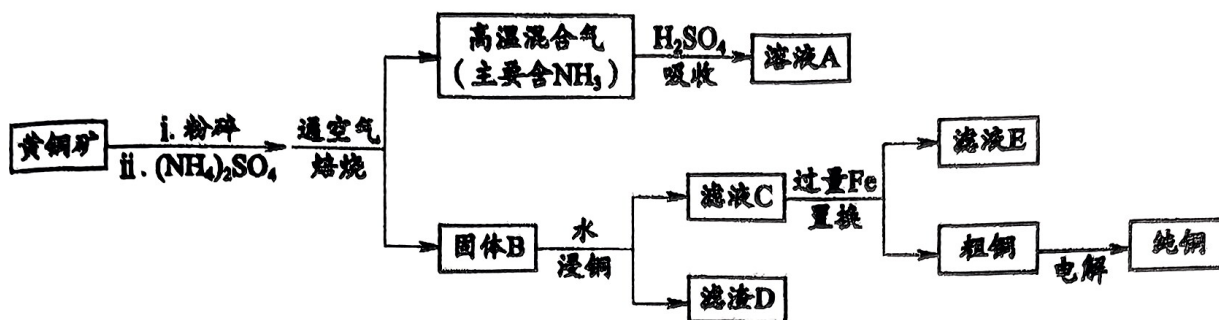 高温混合气
(主要含NH₃)
H₂SO₄
吸收
溶液A
黄铜矿
ⅰ.粉碎
ⅱ.(NH₄)₂SO₄
通空气
焙烧
固体B
水
浸铜
滤液C
滤渣D
过量Fe
置换
滤液E
粗铜
电解
纯铜